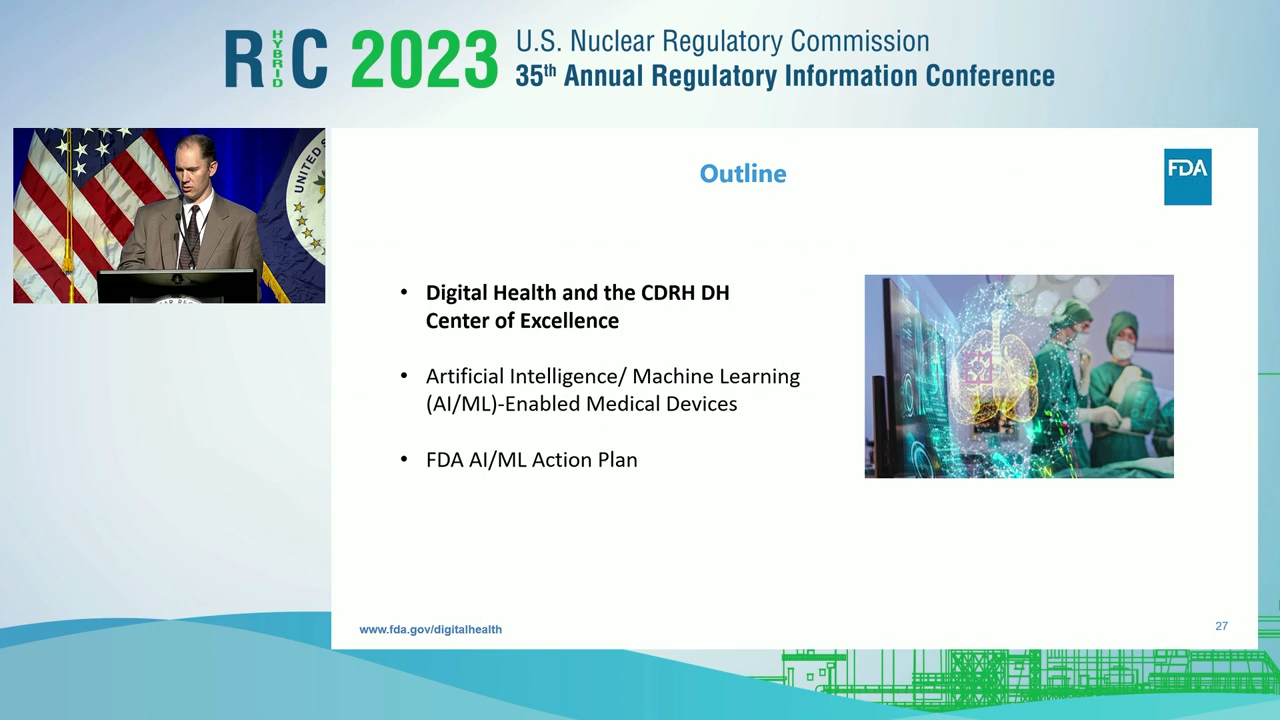 RIC 2023
HYBRID
U.S. Nuclear Regulatory Commission
35th Annual Regulatory Information Conference
UNITED S
Outline
FDA
• Digital Health and the CDRH DH
Center of Excellence
• Artificial Intelligence/ Machine Learning
(AI/ML)-Enabled Medical Devices
• FDA AI/ML Action Plan
www.fda.gov/digitalhealth
27